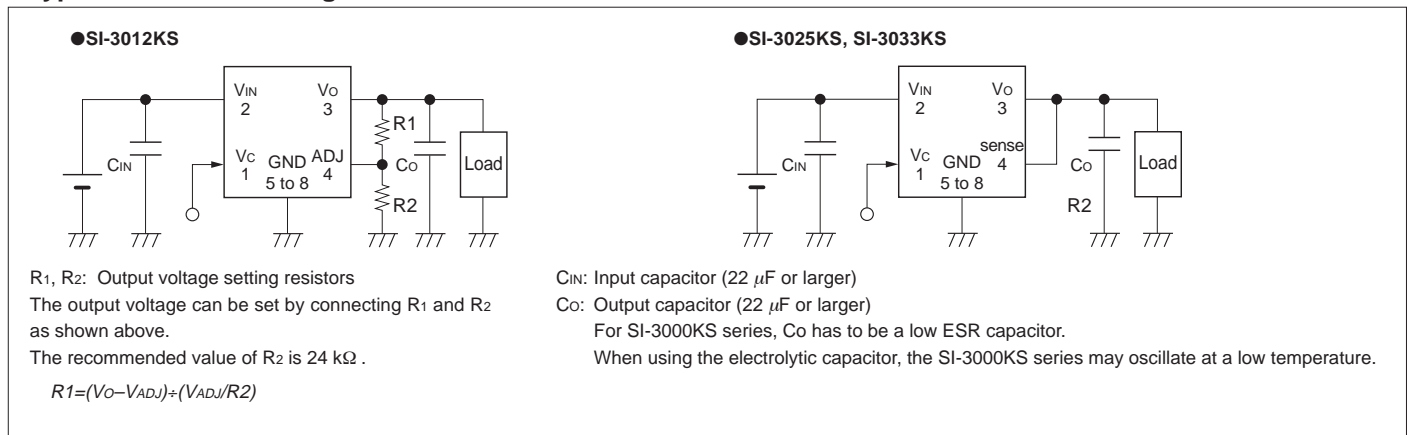 ●SI-3012KS
VIN
2
VO
3
VC
1
GND
5 to 8
ADJ
4
CIN
R1
R2
CO
Load
●SI-3025KS, SI-3033KS
VIN
2
VO
3
VC
1
GND
5 to 8
sense
4
CIN
CO
R2
Load
R1, R2: Output voltage setting resistors
The output voltage can be set by connecting R1 and R2
as shown above.
The recommended value of R2 is 24 kΩ .
R1=(VO–VADJ)÷(VADJ/R2)
CIN: Input capacitor (22 μF or larger)
CO: Output capacitor (22 μF or larger)
For SI-3000KS series, Co has to be a low ESR capacitor.
When using the electrolytic capacitor, the SI-3000KS series may oscillate at a low temperature.